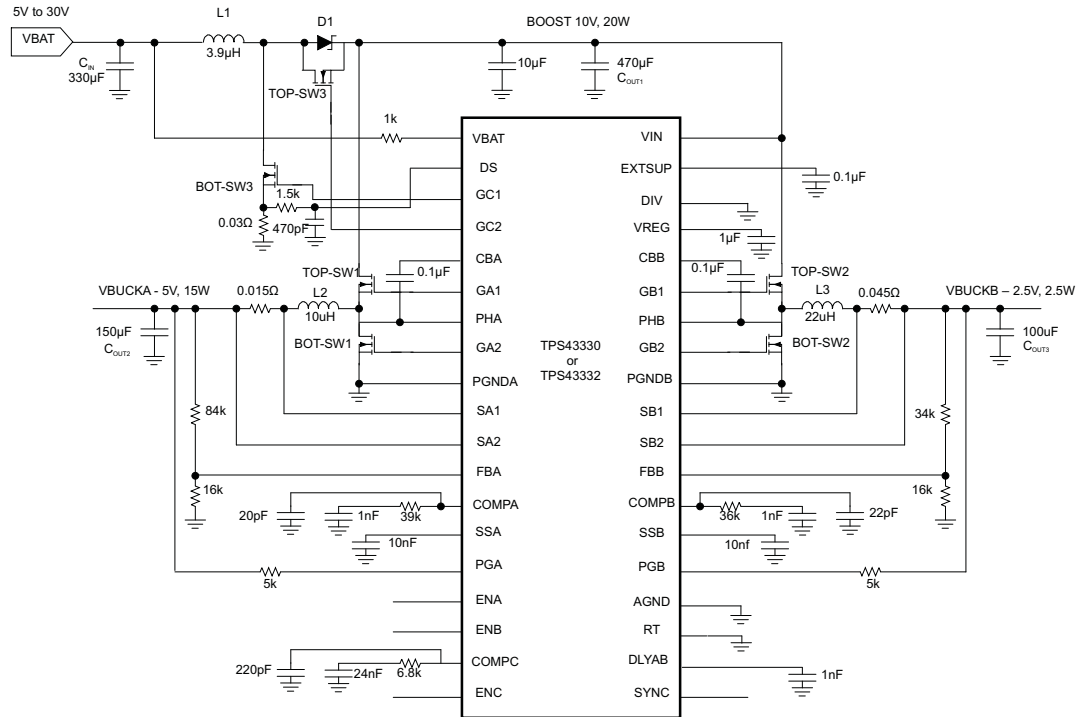 5V to 30V
VBAT
L1
3.9µH
D1
BOOST 10V, 20W
C_IN
330µF
10µF
470µF
C_OUT1
TOP-SW3
1k
BOT-SW3
1.5k
0.03Ω
470pF
0.1µF
TOP-SW1
VBUCKA - 5V, 15W
0.015Ω
L2
10uH
150µF
C_OUT2
BOT-SW1
84k
16k
20pF
1nF
39k
10nF
5k
220pF
24nF
6.8k
VBAT
DS
GC1
GC2
CBA
GA1
PHA
GA2
PGNDA
SA1
SA2
FBA
COMPA
SSA
PGA
ENA
ENB
COMPC
ENC
TPS43330
or
TPS43332
VIN
EXTSUP
DIV
VREG
CBB
GB1
PHB
GB2
PGNDB
SB1
SB2
FBB
COMPB
SSB
PGB
AGND
RT
DLYAB
SYNC
0.1µF
1µF
0.1µF
TOP-SW2
L3
22uH
0.045Ω
VBUCKB – 2.5V, 2.5W
BOT-SW2
100uF
C_OUT3
34k
16k
36k
1nF
22pF
10nf
5k
1nF